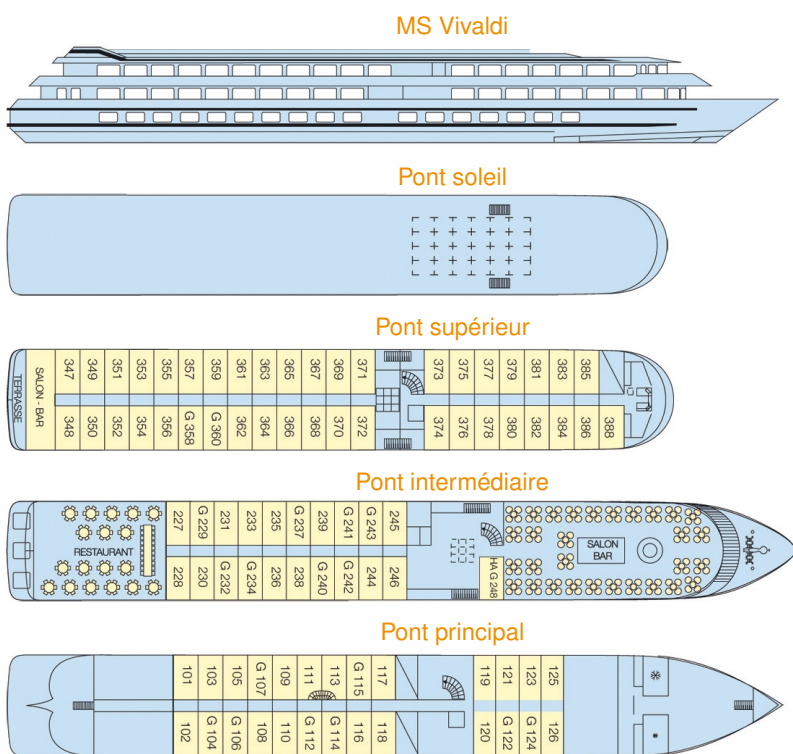 MS Vivaldi
Pont soleil
Pont supérieur
TERRASSE
SALON - BAR
347 349 351 353 355 357 359 361 363 365 367 369 371 373 375 377 379 381 383 385
348 350 352 354 356 G 358 G 360 362 364 366 368 370 372 374 376 378 380 382 384 386 388
Pont intermédiaire
RESTAURANT
227 G 229 231 233 235 G 237 239 G 241 G 243 245
228 230 G 232 G 234 236 238 G 240 G 242 244 246
HA G 248
SALON
BAR
Pont principal
101 103 105 G 107 109 111 113 G 115 117 119 121 123 125
102 G 104 G 106 108 110 G 112 G 114 116 118 120 G 122 G 124 126